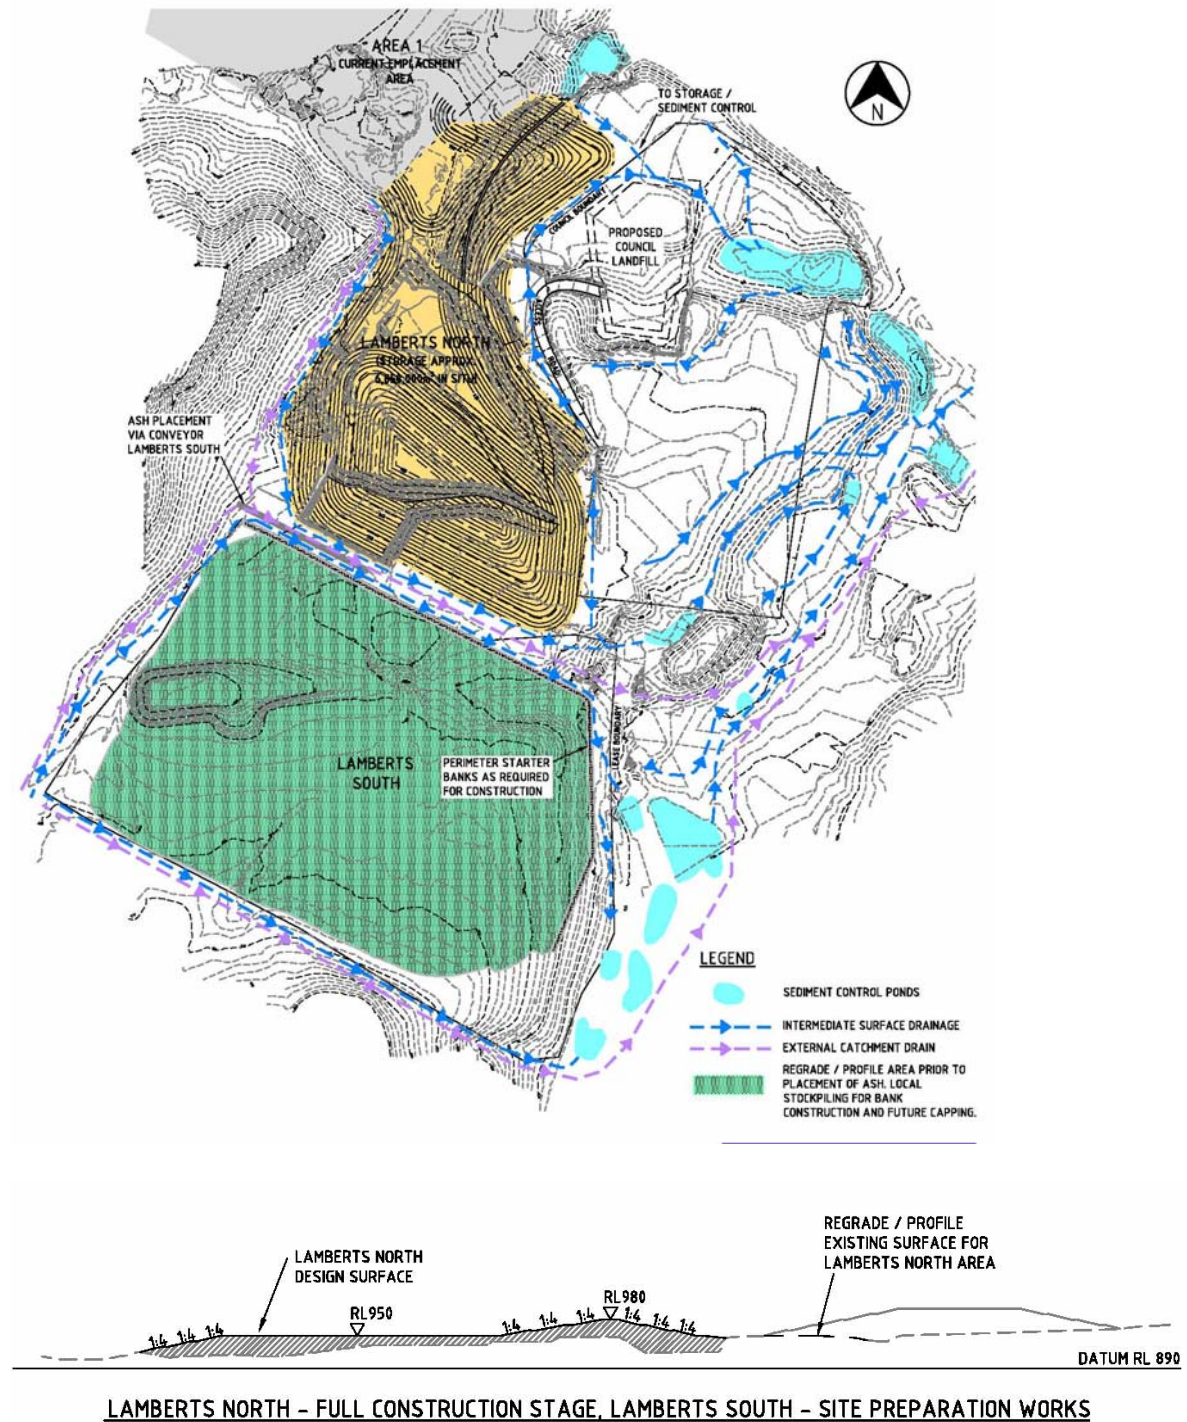 AREA 1
CURRENT EMPLACEMENT
AREA
TO STORAGE /
SEDIMENT CONTROL
N
COUNCIL BOUNDARY
PROPOSED
COUNCIL
LANDFILL
ROAD
LAMBERTS NORTH
(STORAGE APPROX.
IN SITU)
ASH PLACEMENT
VIA CONVEYOR
LAMBERTS SOUTH
LAMBERTS
SOUTH
PERIMETER STARTER
BANKS AS REQUIRED
FOR CONSTRUCTION
LEASE BOUNDARY
LEGEND
SEDIMENT CONTROL PONDS
INTERMEDIATE SURFACE DRAINAGE
EXTERNAL CATCHMENT DRAIN
REGRADE / PROFILE AREA PRIOR TO
PLACEMENT OF ASH. LOCAL
STOCKPILING FOR BANK
CONSTRUCTION AND FUTURE CAPPING.
REGRADE / PROFILE
EXISTING SURFACE FOR
LAMBERTS NORTH AREA
LAMBERTS NORTH
DESIGN SURFACE
RL950
RL980
1:4 1:4 1:4
1:4 1:4 1:4 1:4 1:4 1:4
DATUM RL 890
LAMBERTS NORTH - FULL CONSTRUCTION STAGE, LAMBERTS SOUTH - SITE PREPARATION WORKS